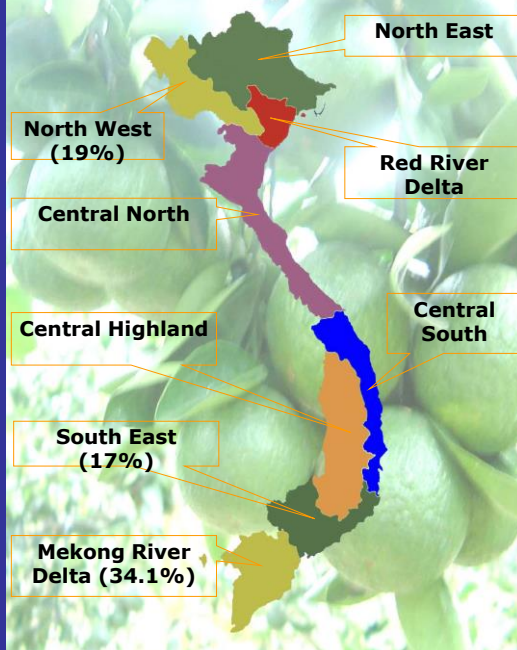 North East
North West
(19%)
Red River
Delta
Central North
Central Highland
Central
South
South East
(17%)
Mekong River
Delta (34.1%)